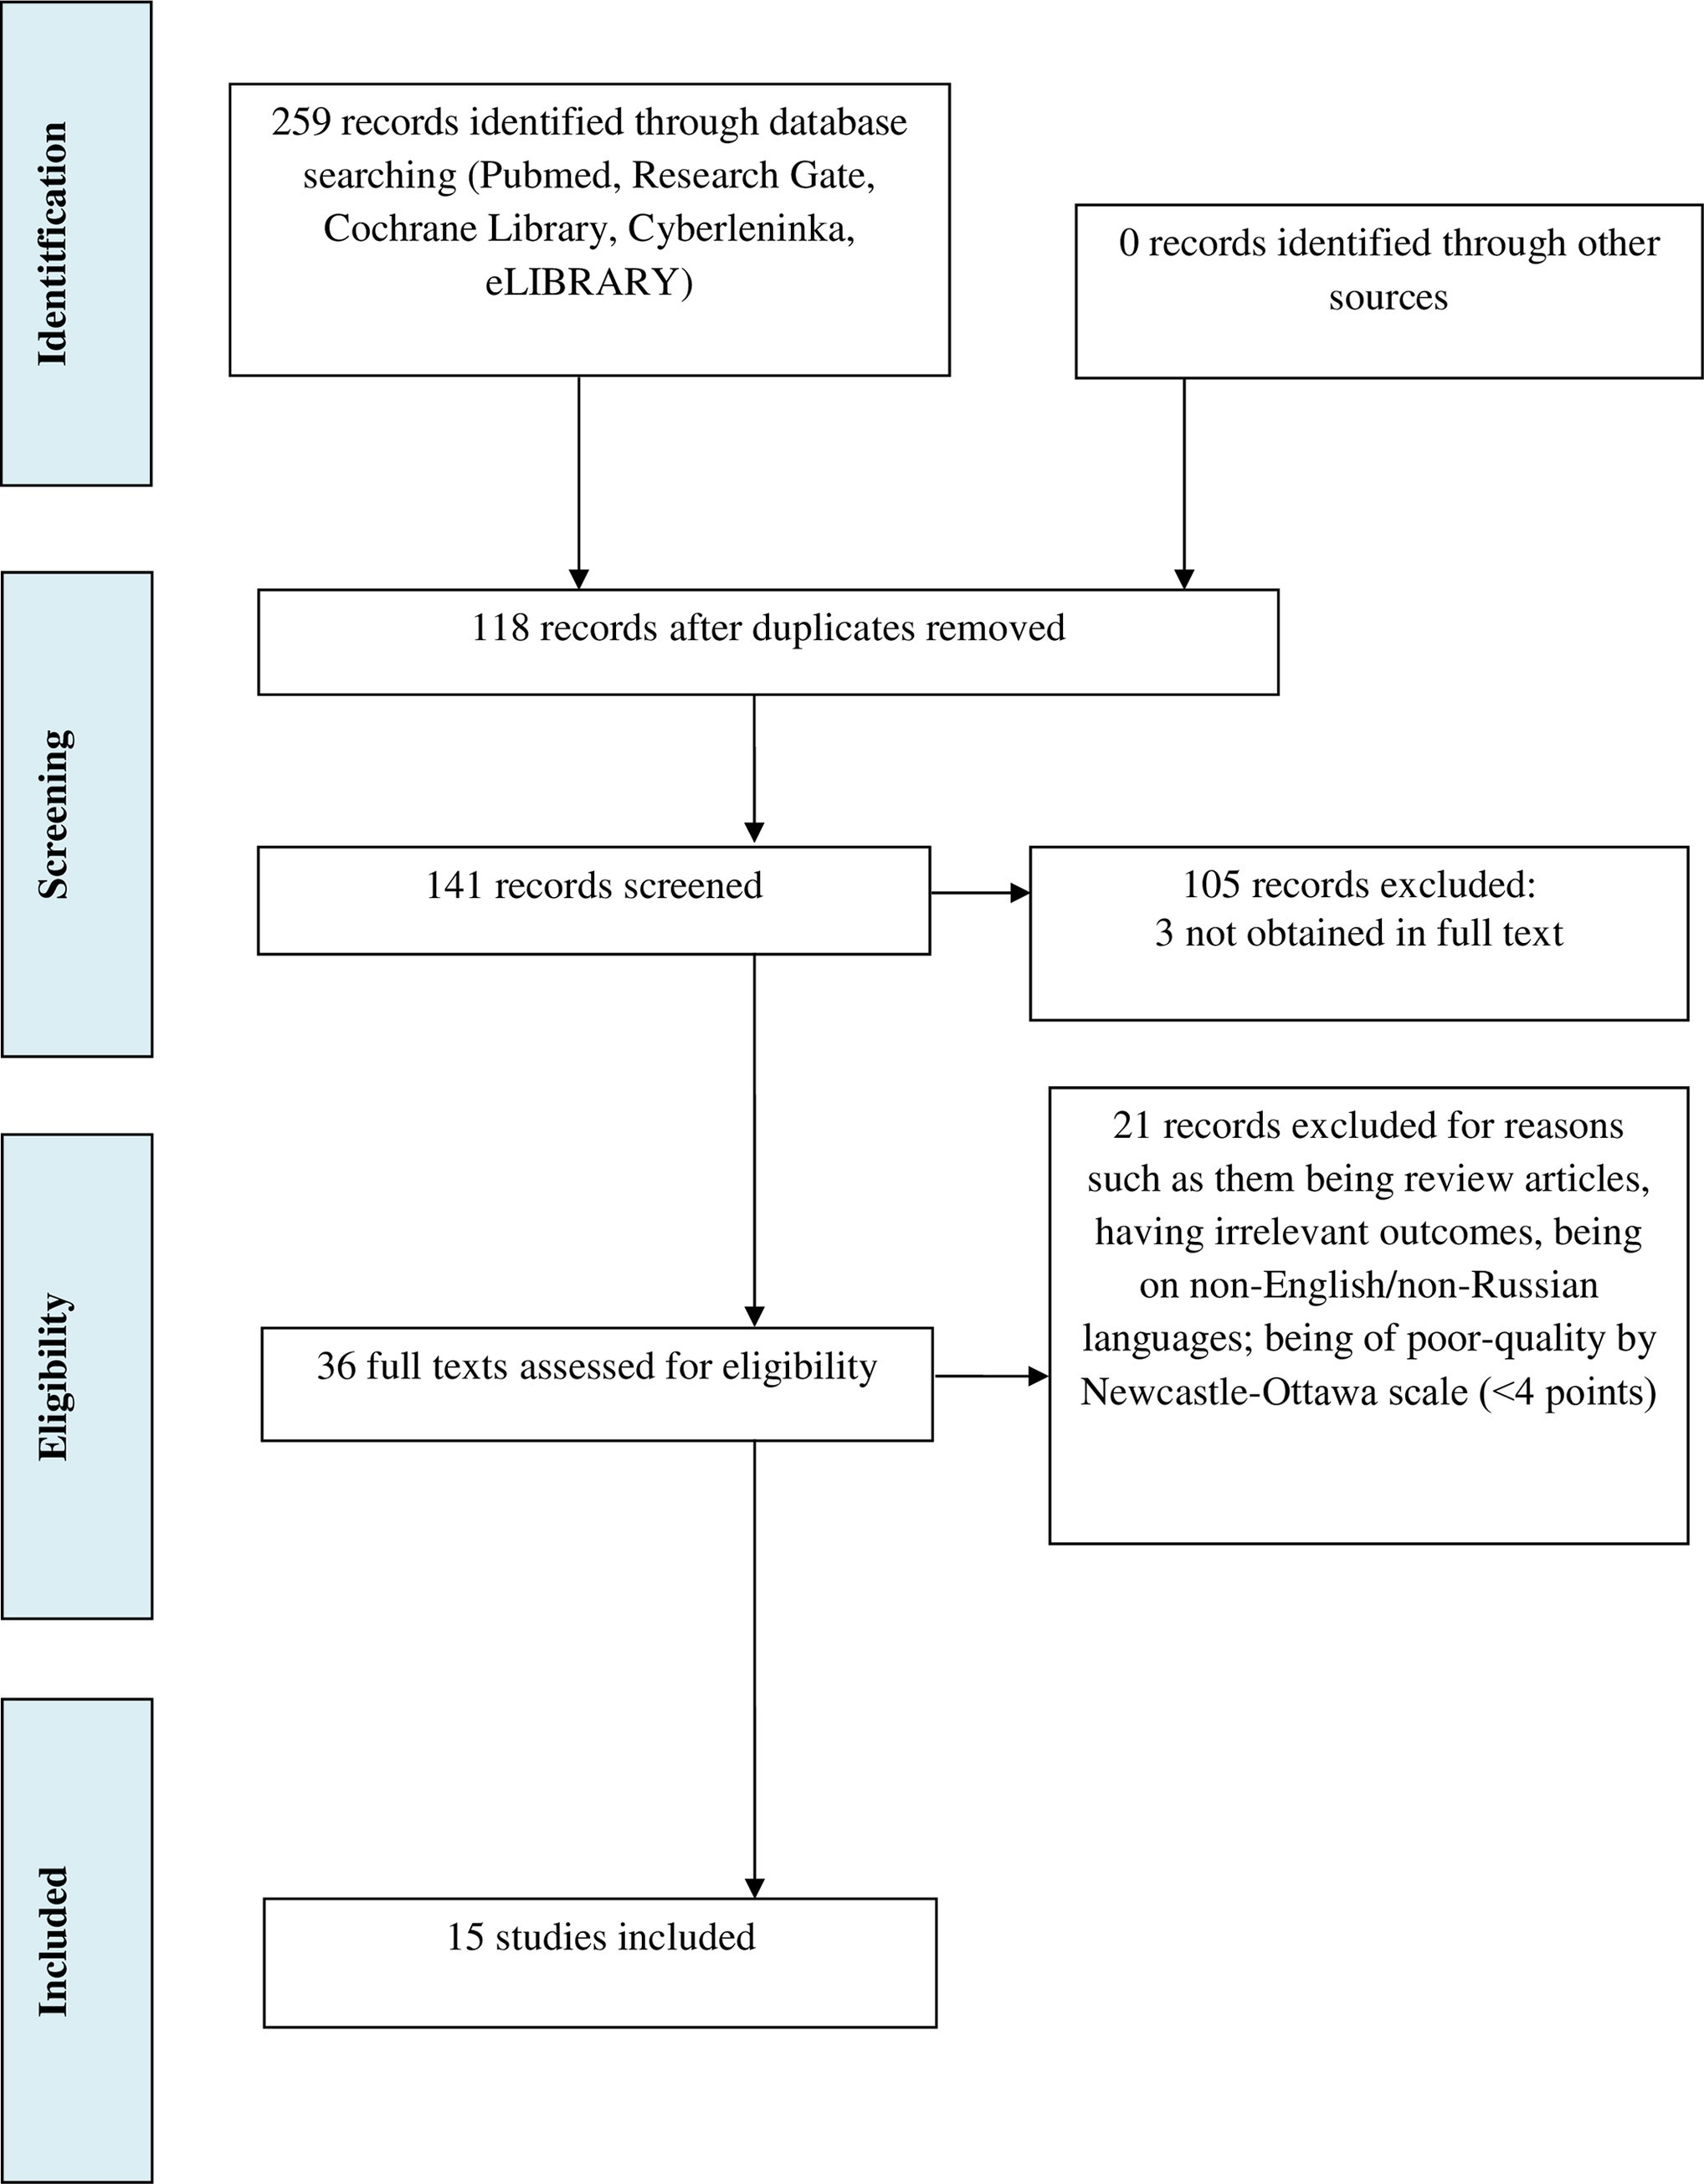 Identitfication
259 records identified through database
searching (Pubmed, Research Gate,
Cochrane Library, Cyberleninka,
eLIBRARY)
0 records identified through other
sources
Screening
118 records after duplicates removed
141 records screened
105 records excluded:
3 not obtained in full text
Eligibility
36 full texts assessed for eligibility
21 records excluded for reasons
such as them being review articles,
having irrelevant outcomes, being
on non-English/non-Russian
languages; being of poor-quality by
Newcastle-Ottawa scale (<4 points)
Included
15 studies included